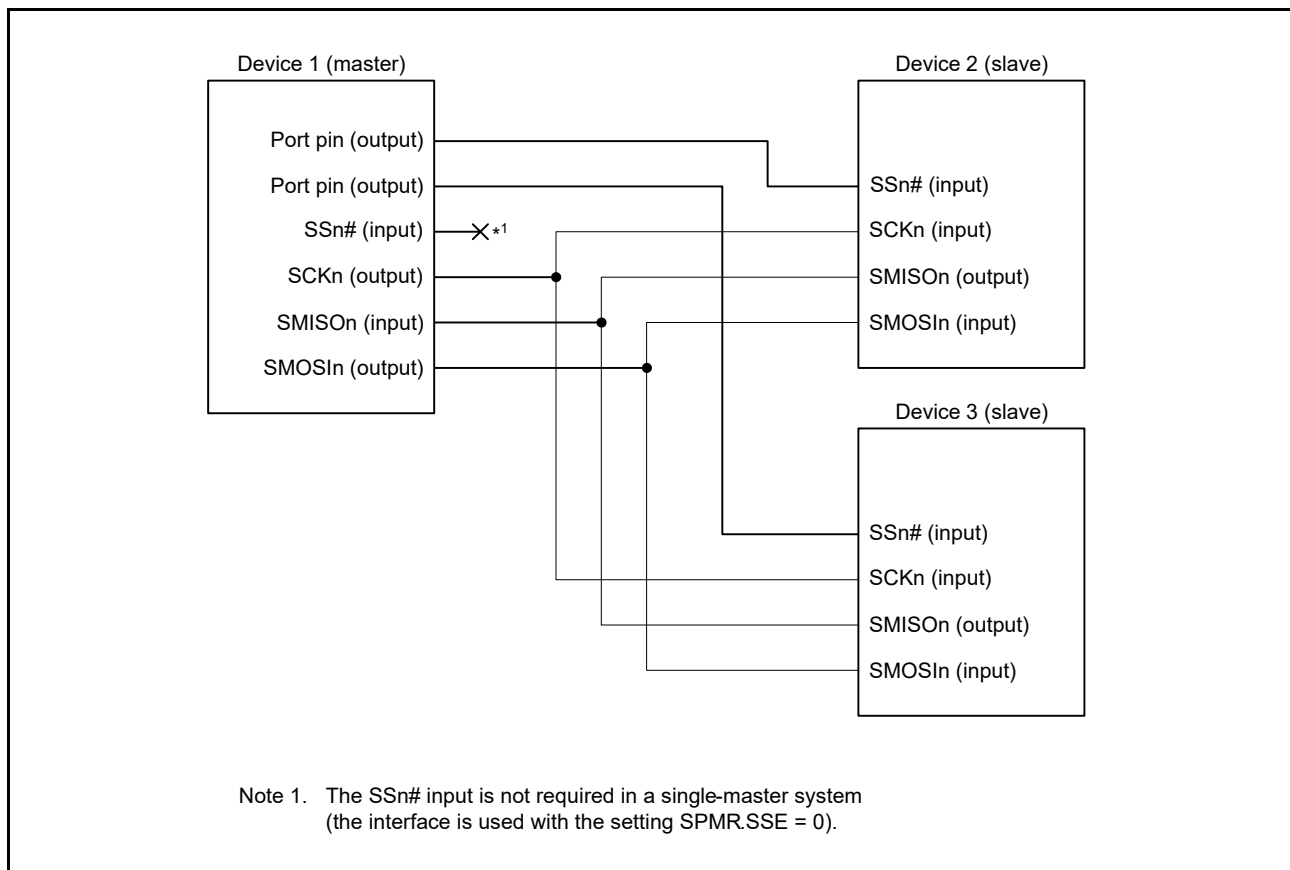 Device 1 (master)
Port pin (output)
Port pin (output)
SSn# (input)
*1
SCKn (output)
SMISOn (input)
SMOSIn (output)
Device 2 (slave)
SSn# (input)
SCKn (input)
SMISOn (output)
SMOSIn (input)
Device 3 (slave)
SSn# (input)
SCKn (input)
SMISOn (output)
SMOSIn (input)
Note 1. The SSn# input is not required in a single-master system
(the interface is used with the setting SPMR.SSE = 0).